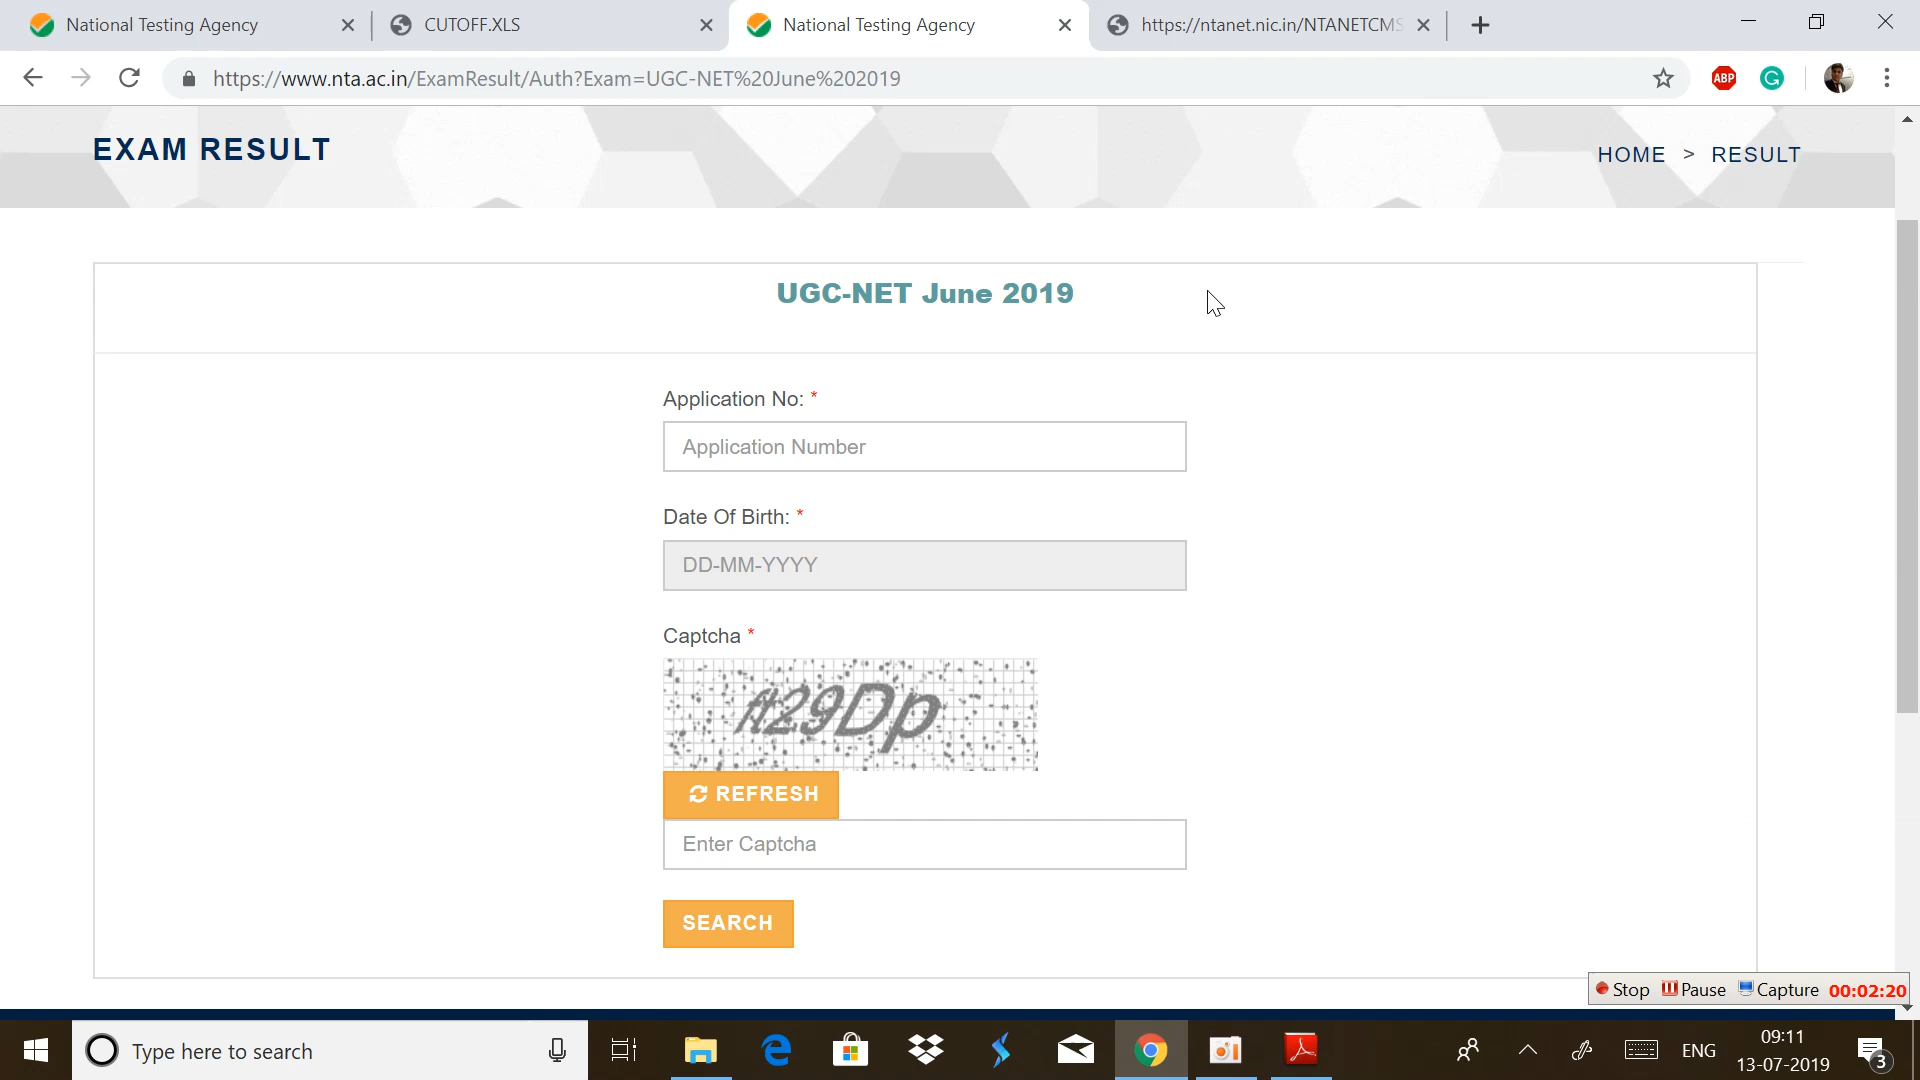 National Testing Agency
CUTOFF.XLS
National Testing Agency
https://ntanet.nic.in/NTANETCMS
https://www.nta.ac.in/ExamResult/Auth?Exam=UGC-NET%20June%202019
ABP
EXAM RESULT
HOME > RESULT
UGC-NET June 2019
Application No: *
Application Number
Date Of Birth: *
DD-MM-YYYY
Captcha *
REFRESH
Enter Captcha
SEARCH
Stop Pause Capture 00:02:20
Type here to search
ENG
09:11
13-07-2019
3